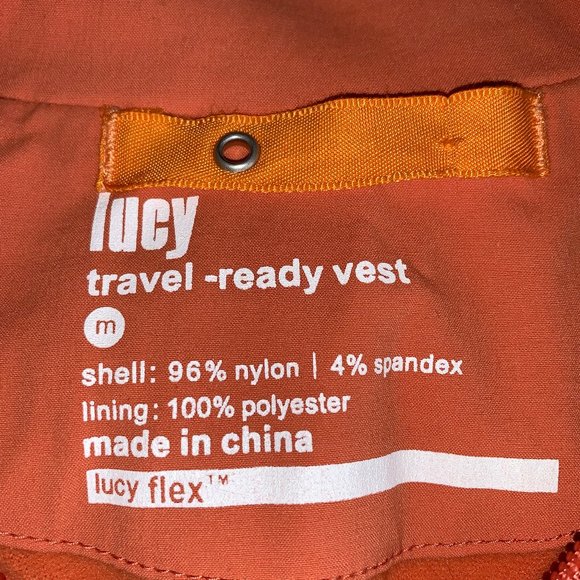 lucy
travel -ready vest
m
shell: 96% nylon | 4% spandex
lining: 100% polyester
made in china
lucy flex™